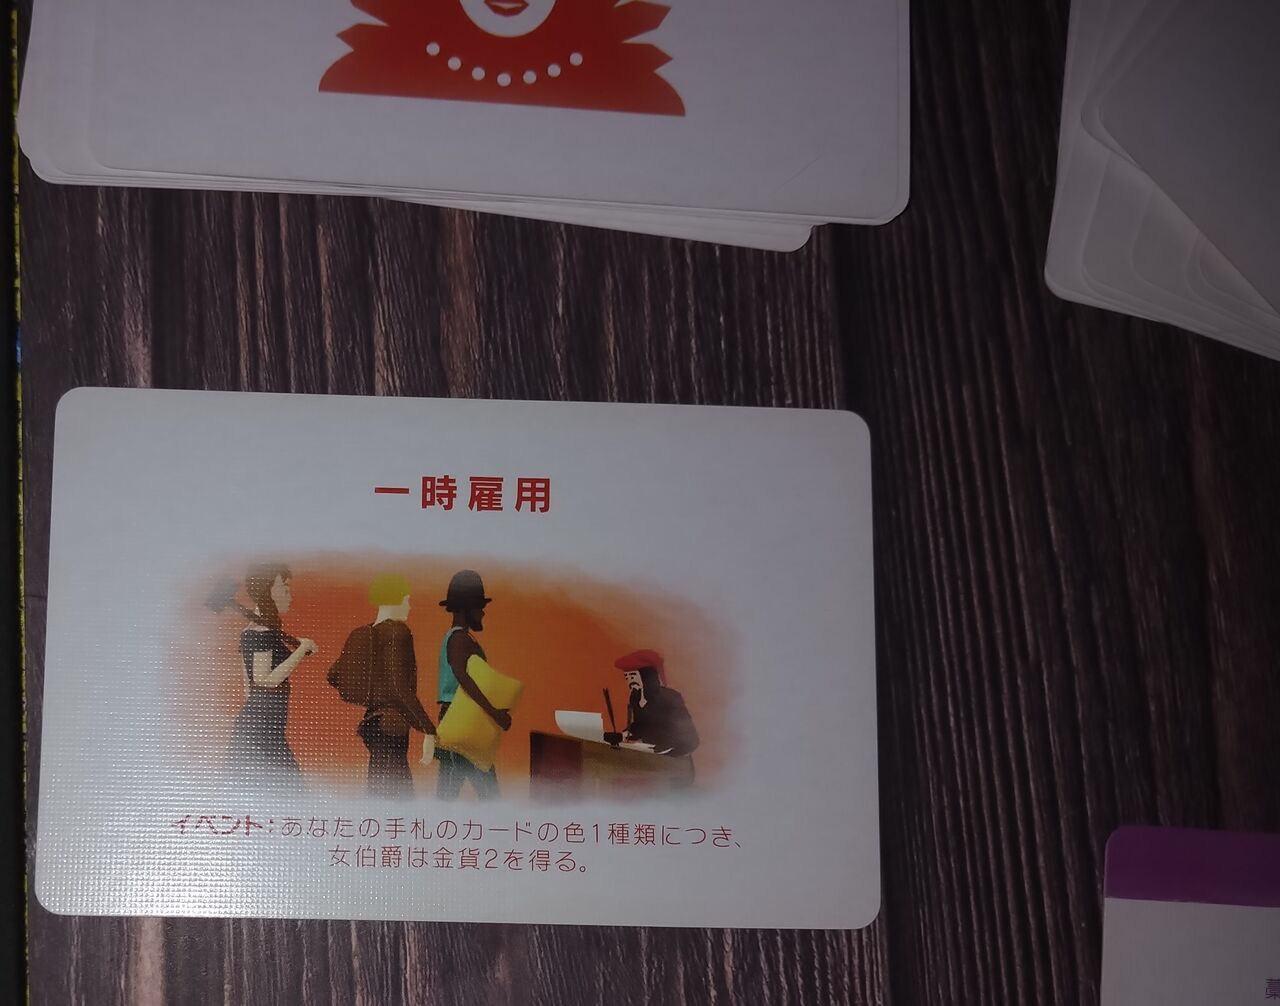 一時雇用
イベント:あなたの手札のカードの色1種類につき、
女伯爵は金貨2を得る。